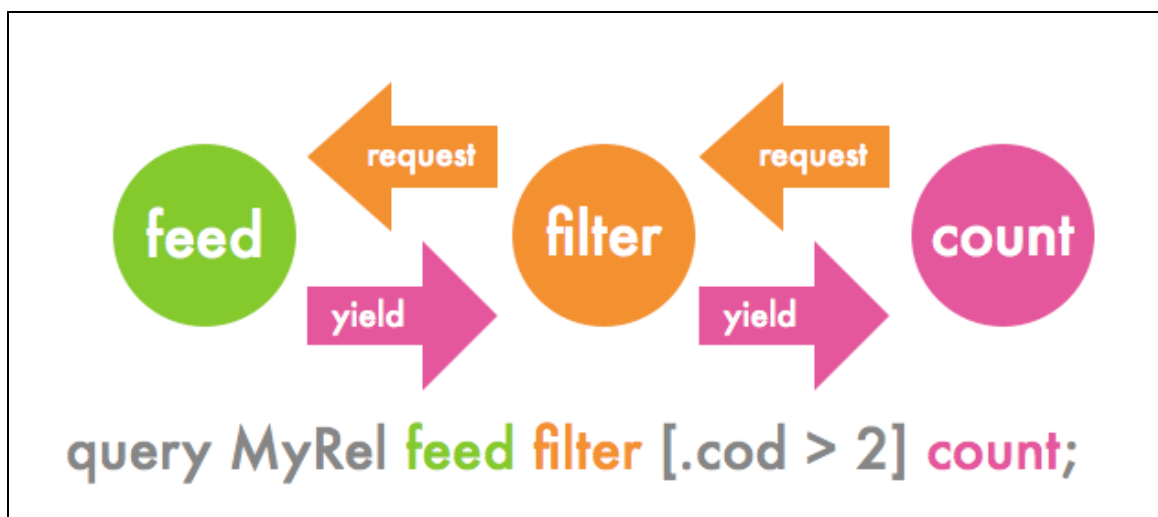 request request
feed filter count
yield yield
query MyRel feed filter [.cod > 2] count;